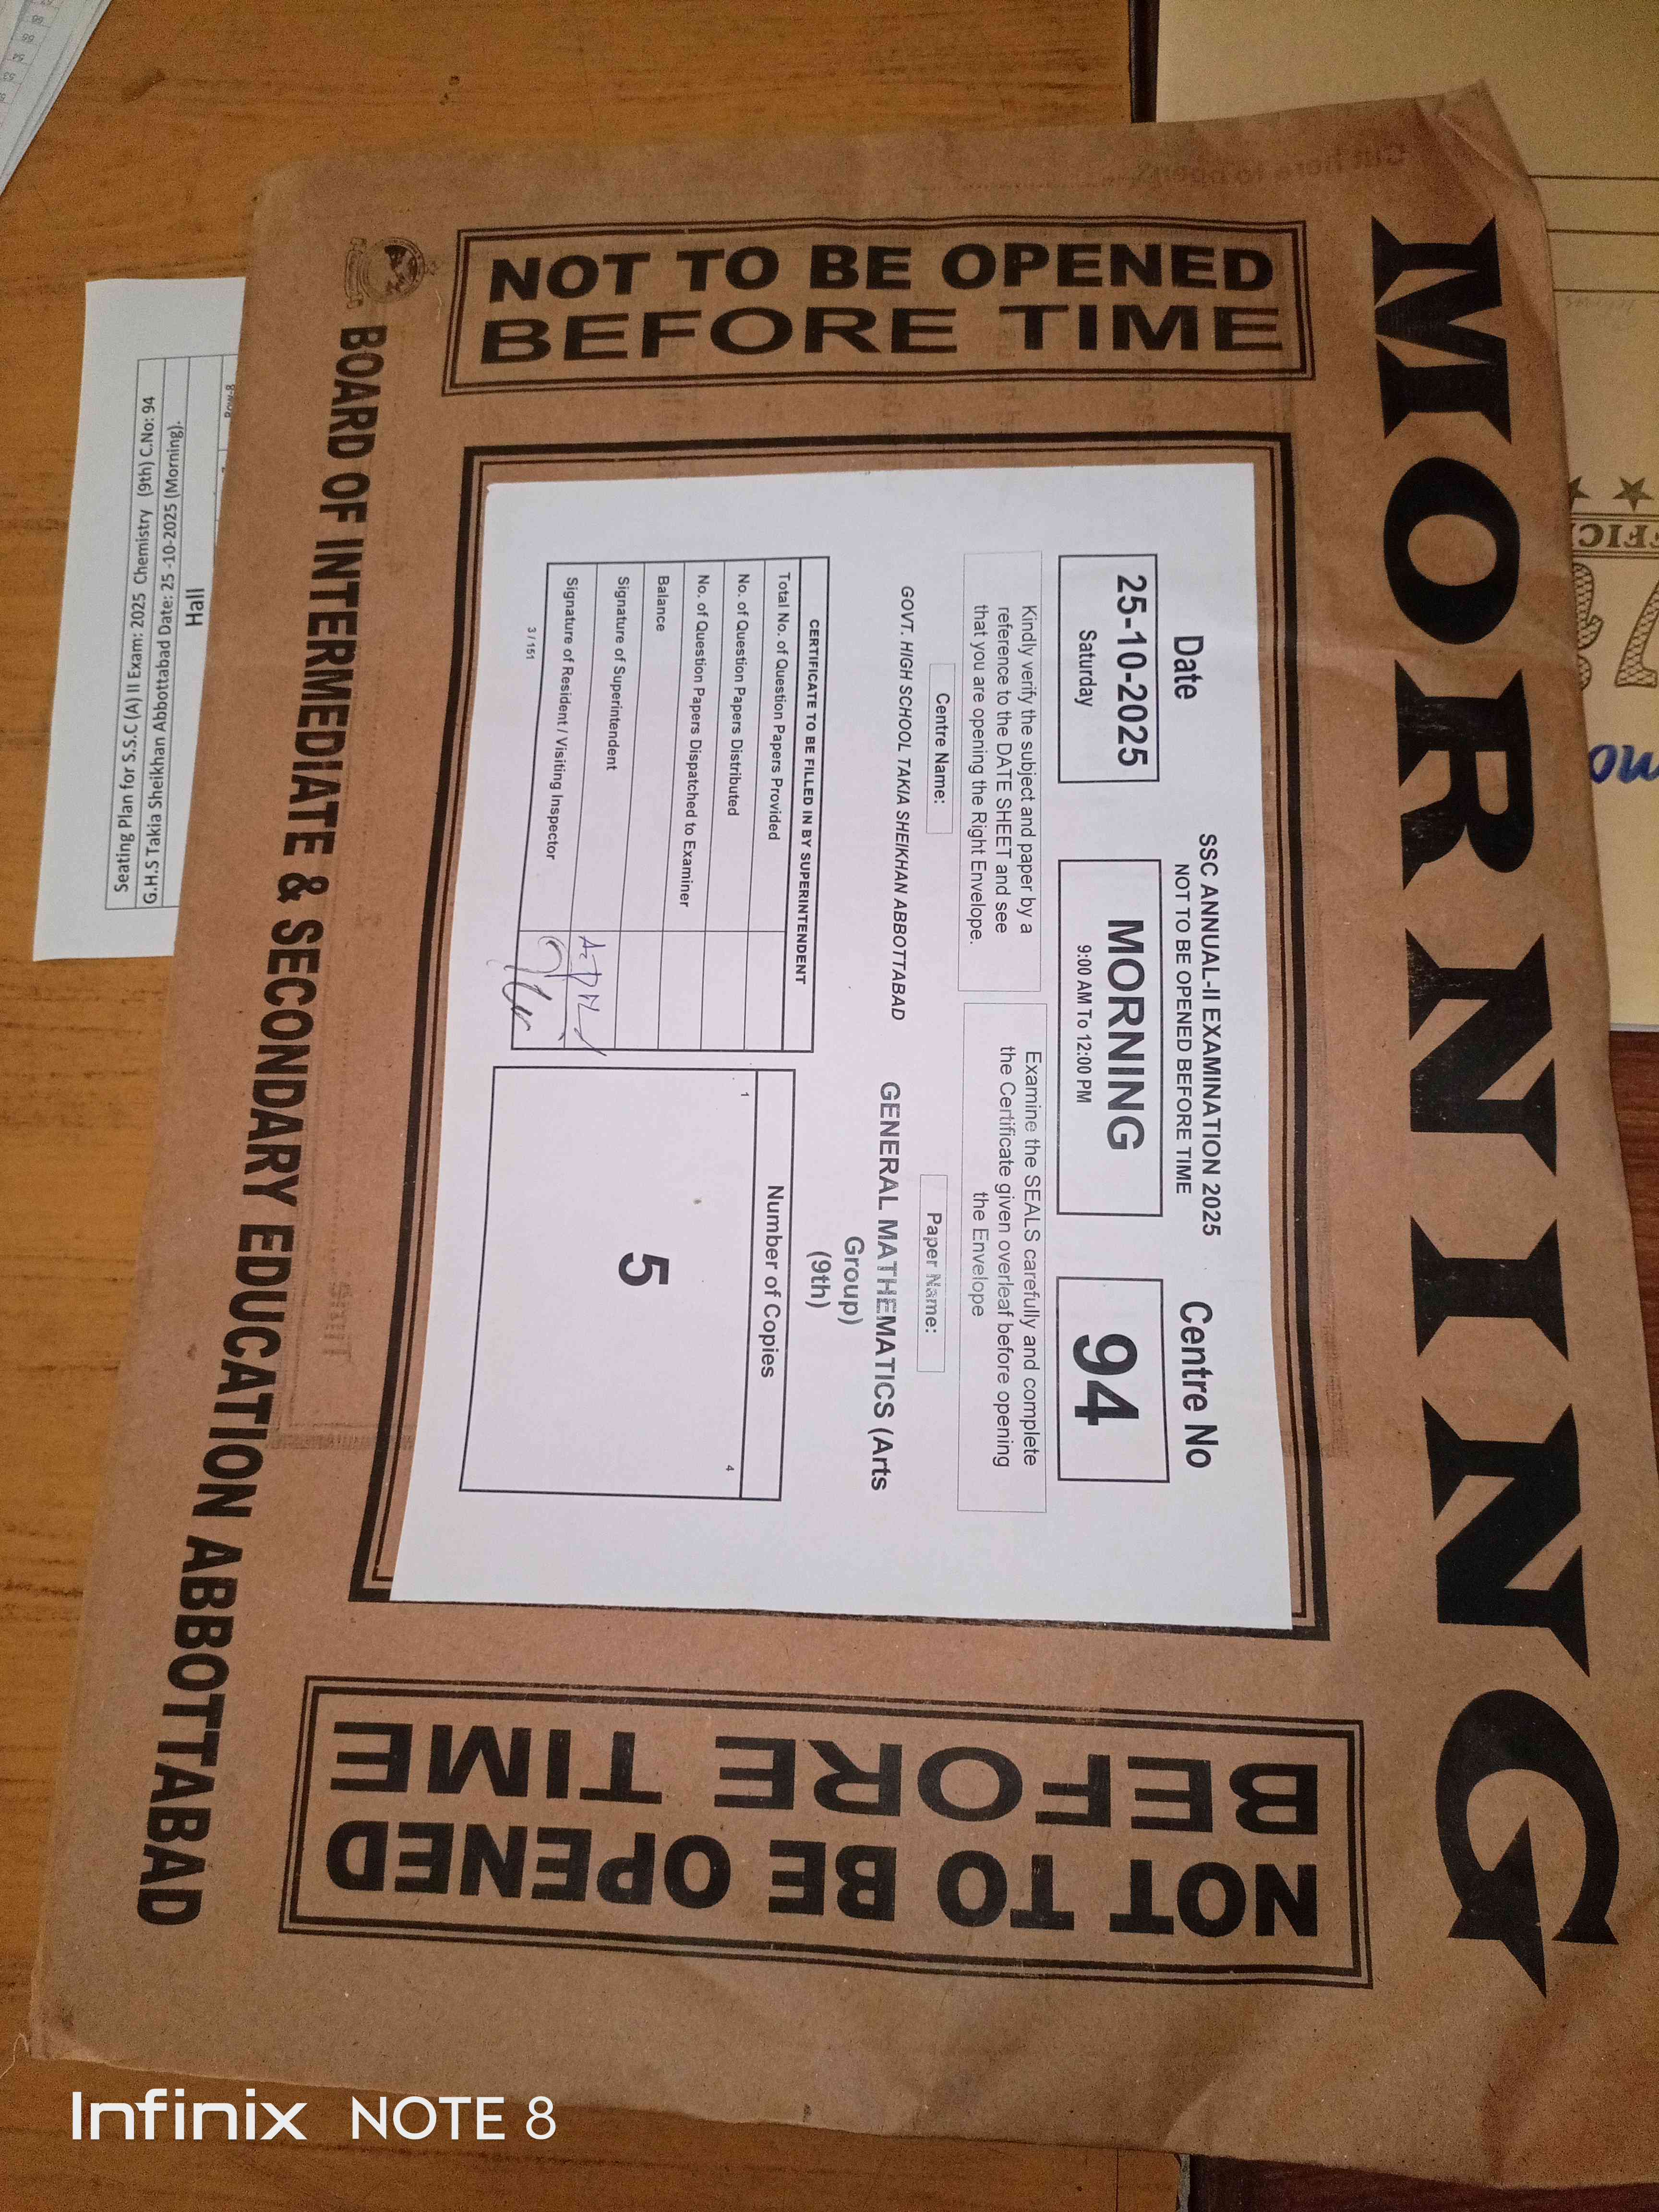 MORNING
NOT TO BE OPENED
BEFORE TIME
SSC ANNUAL-II EXAMINATION 2025
NOT TO BE OPENED BEFORE TIME
Date
25-10-2025
Saturday
MORNING
9:00 AM To 12:00 PM
Centre No
94
Kindly verify the subject and paper by a
reference to the DATE SHEET and see
that you are opening the Right Envelope.
Examine the SEALS carefully and complete
the Certificate given overleaf before opening
the Envelope
Centre Name:
GOVT. HIGH SCHOOL TAKIA SHEIKHAN ABBOTTABAD
Paper Name:
GENERAL MATHEMATICS (Arts
Group)
(9th)
CERTIFICATE TO BE FILLED IN BY SUPERINTENDENT
Total No. of Question Papers Provided
No. of Question Papers Distributed
No. of Question Papers Dispatched to Examiner
Balance
Signature of Superintendent
Signature of Resident / Visiting Inspector
3 / 151
Number of Copies
1
4
5
NOT TO BE OPENED
BEFORE TIME
BOARD OF INTERMEDIATE & SECONDARY EDUCATION ABBOTTABAD
Cut here to open
Row-8
Hall
G.H.S Takia Sheikhan Abbottabad Date: 25 -10-2025 (Morning).
Seating Plan for S.S.C (A) II Exam: 2025 Chemistry (9th) C.No: 94
Infinix NOTE 8